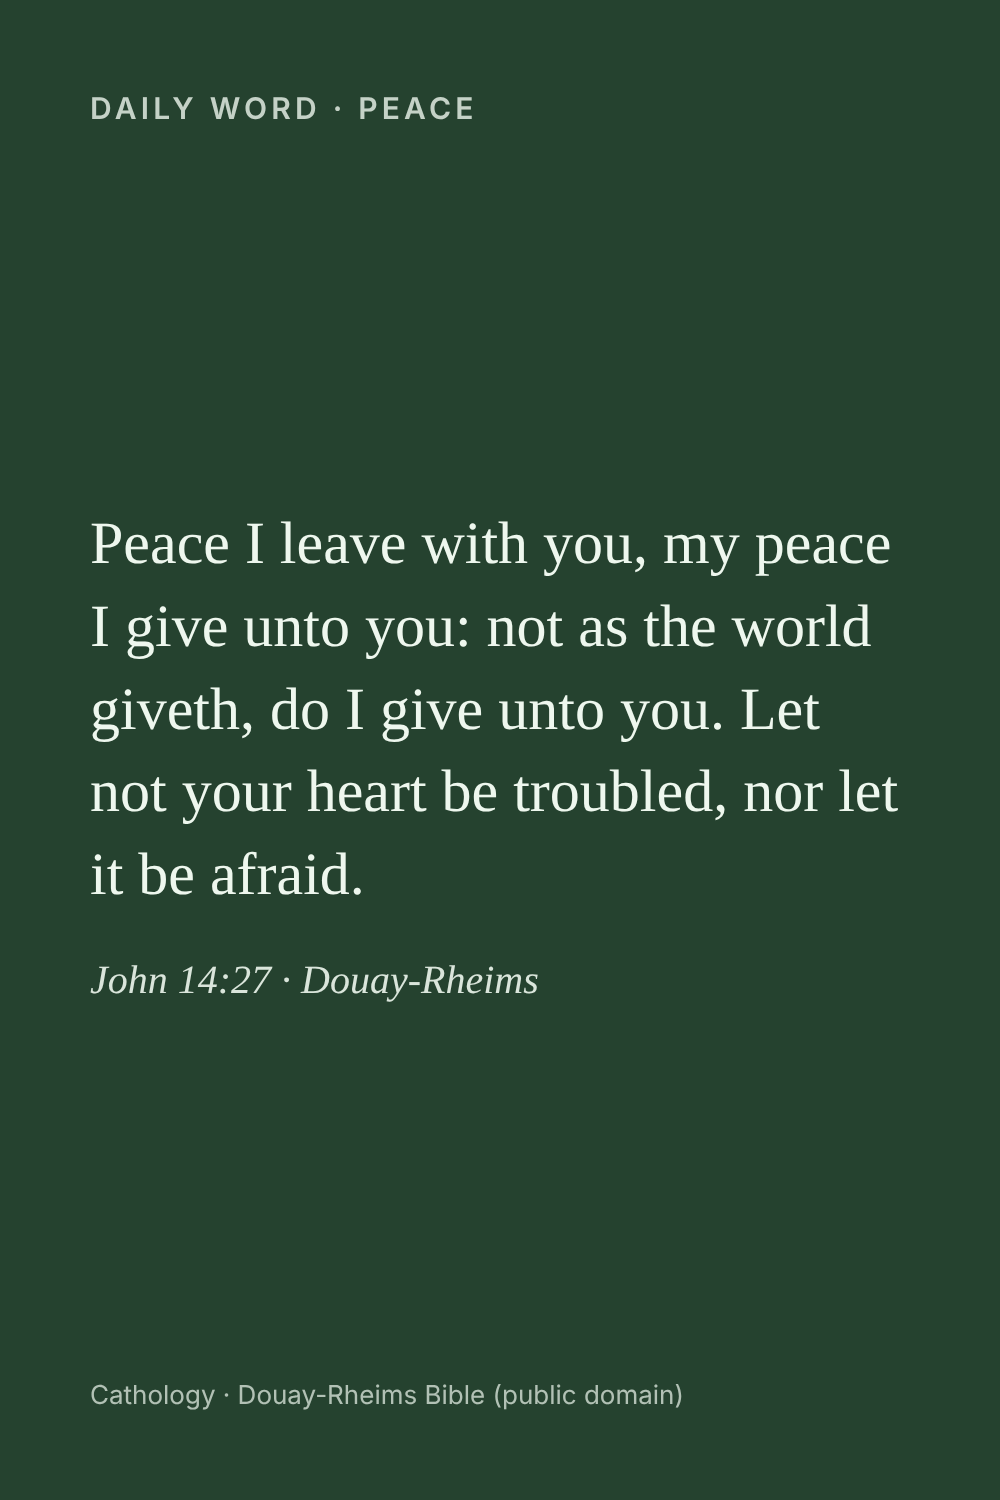 DAILY WORD · PEACE
Peace I leave with you, my peace
I give unto you: not as the world
giveth, do I give unto you. Let
not your heart be troubled, nor let
it be afraid.
John 14:27 · Douay-Rheims
Cathology · Douay-Rheims Bible (public domain)